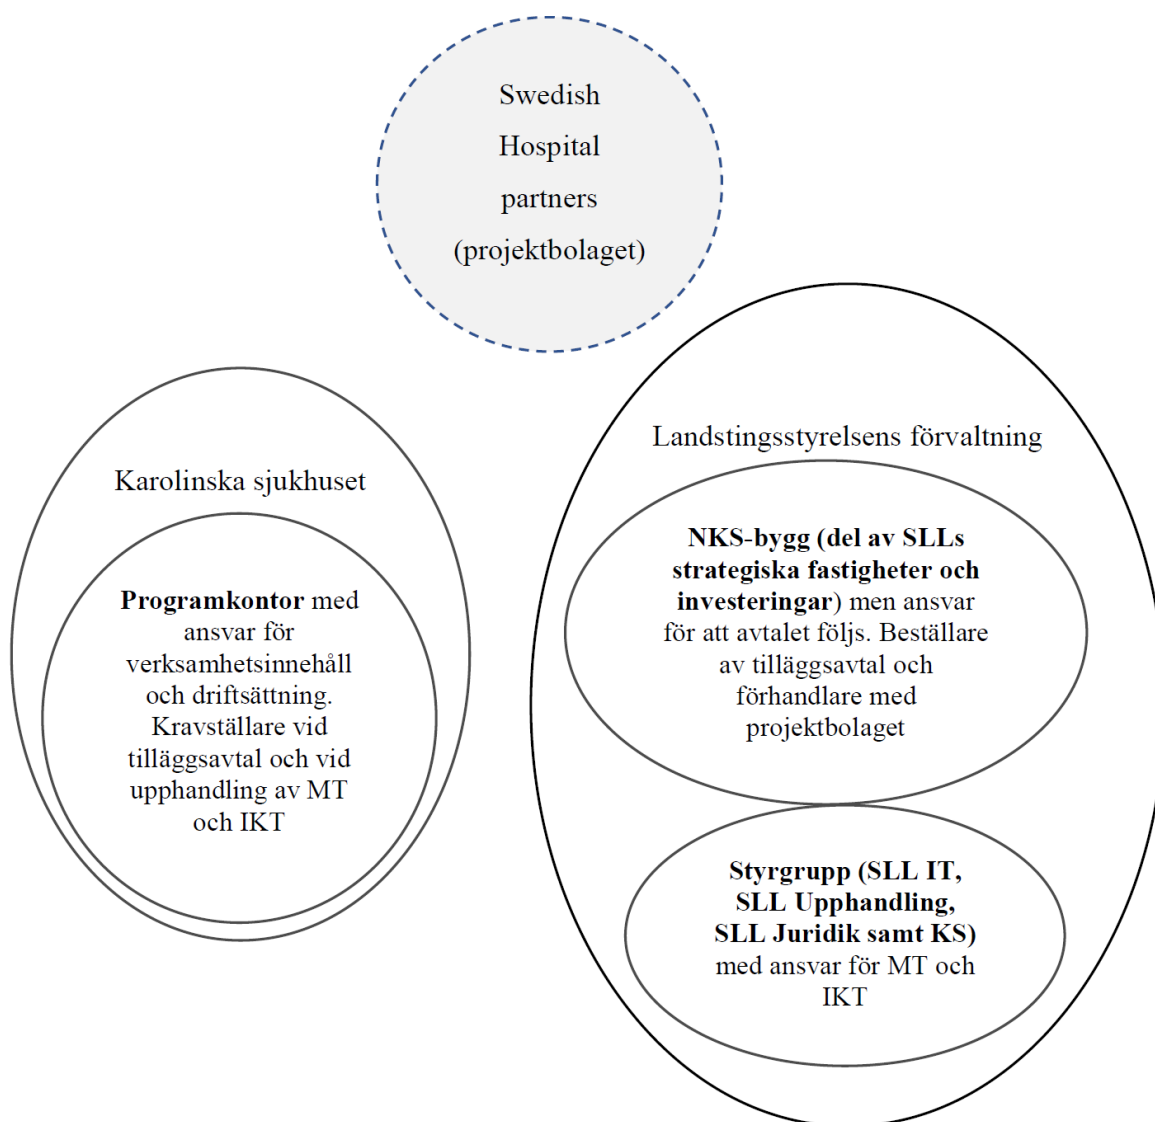 Swedish
Hospital
partners
(projektbolaget)
Karolinska sjukhuset
Programkontor med
ansvar för
verksamhetsinnehåll
och driftsättning.
Kravställare vid
tilläggsavtal och vid
upphandling av MT
och IKT
Landstingsstyrelsens förvaltning
NKS-bygg (del av SLLs
strategiska fastigheter och
investeringar) men ansvar
för att avtalet följs. Beställare
av tilläggsavtal och
förhandlare med
projektbolaget
Styrgrupp (SLL IT,
SLL Upphandling,
SLL Juridik samt KS)
med ansvar för MT och
IKT